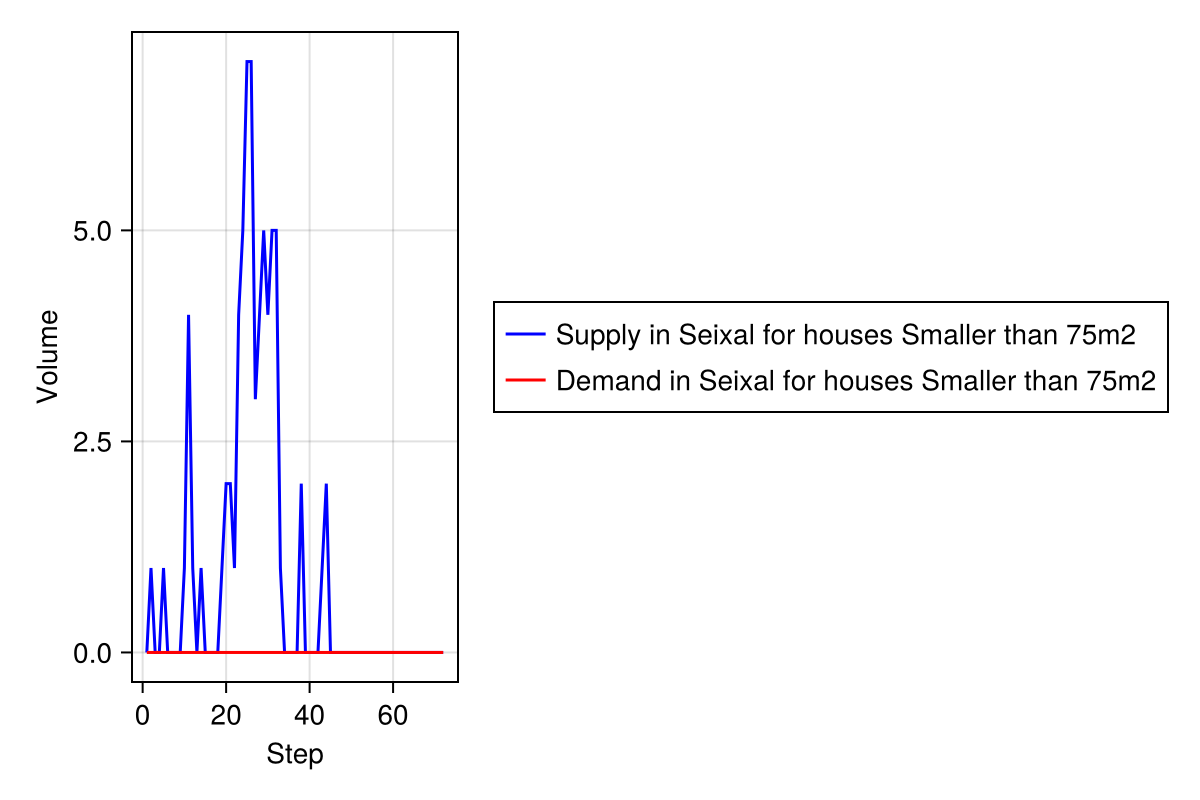 5.0
2.5
0.0
Volume
0 20 40 60
Step
Supply in Seixal for houses Smaller than 75m2
Demand in Seixal for houses Smaller than 75m2